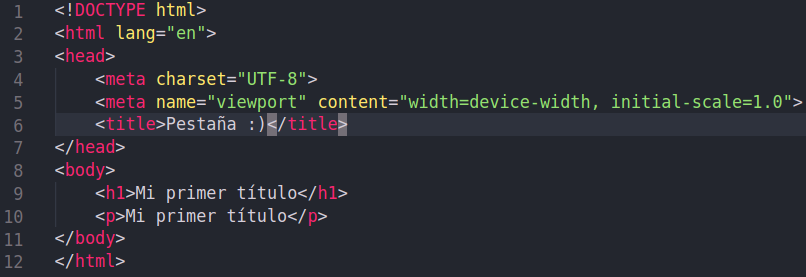 1 <!DOCTYPE html>
2 <html lang="en">
3 <head>
4     <meta charset="UTF-8">
5     <meta name="viewport" content="width=device-width, initial-scale=1.0">
6     <title>Pestaña :)</title>
7 </head>
8 <body>
9     <h1>Mi primer título</h1>
10     <p>Mi primer título</p>
11 </body>
12 </html>